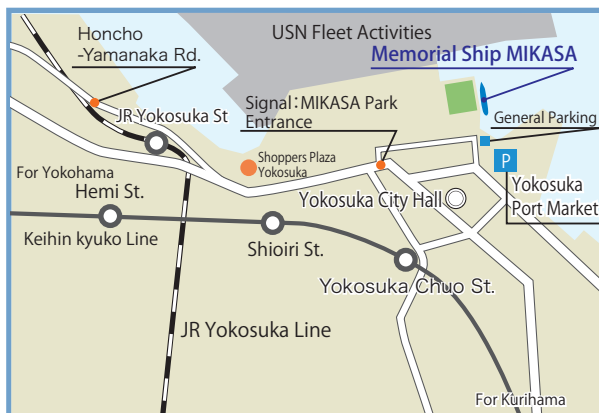 Honcho
-Yamanaka Rd.
USN Fleet Activities
Memorial Ship MIKASA
JR Yokosuka St
Signal：MIKASA Park
Entrance
General Parking
Shoppers Plaza
Yokosuka
P
For Yokohama
Hemi St.
Yokosuka City Hall
Yokosuka
Port Market
Keihin kyuko Line
Shioiri St.
Yokosuka Chuo St.
JR Yokosuka Line
For Kurihama